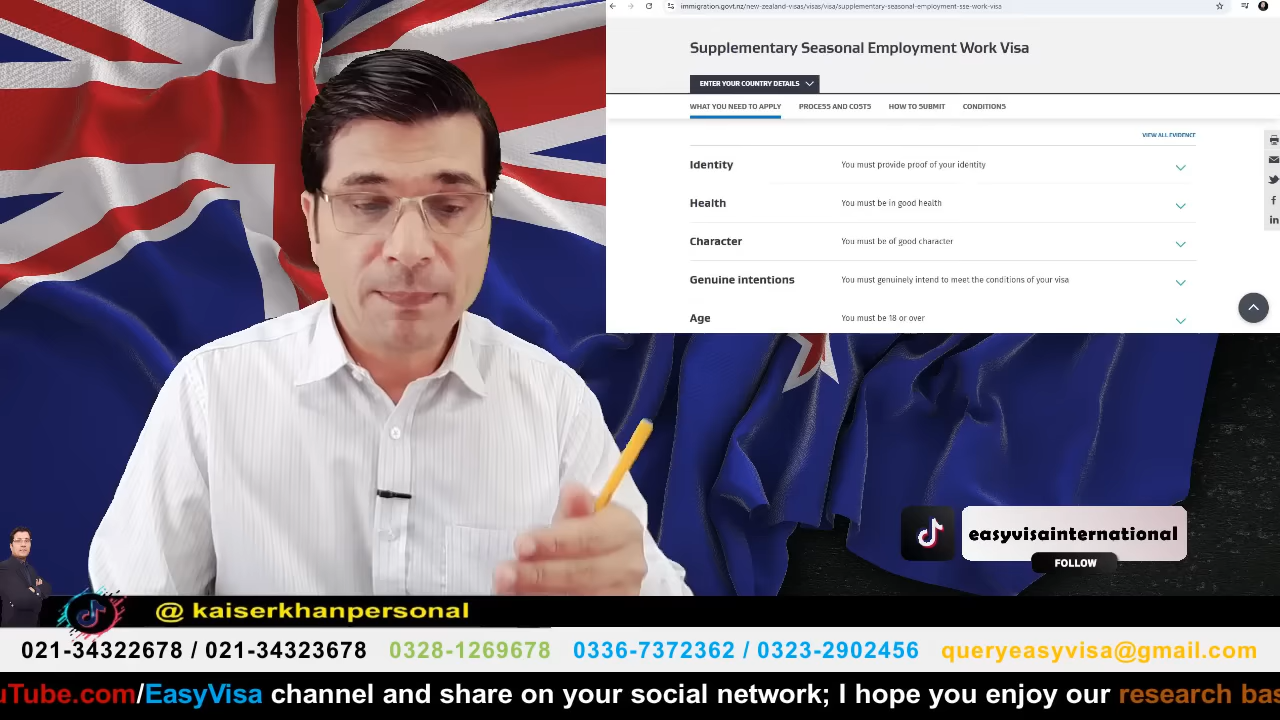 immigration.govt.nz/new-zealand-visas/visas/visa/supplementary-seasonal-employment-sse-work-visa
Supplementary Seasonal Employment Work Visa
ENTER YOUR COUNTRY DETAILS
WHAT YOU NEED TO APPLY PROCESS AND COSTS HOW TO SUBMIT CONDITIONS
VIEW ALL EVIDENCE
Identity You must provide proof of your identity
Health You must be in good health
Character You must be of good character
Genuine intentions You must genuinely intend to meet the conditions of your visa
Age You must be 18 or over
easyvisainternational
FOLLOW
@ kaiserkhanpersonal
021-34322678 / 021-34323678 0328-1269678 0336-7372362 / 0323-2902456 queryeasyvisa@gmail.com
uTube.com/EasyVisa channel and share on your social network; I hope you enjoy our research bas